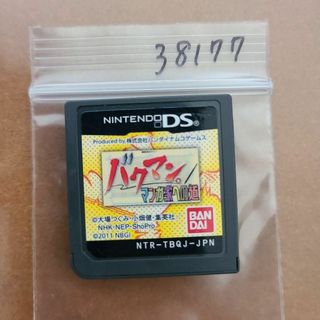 38177
NINTENDO DS
Produced by 株式会社バンダイナムコゲームス
バクマン。
マンガ家への道
©大場つぐみ・小畑健／集英社
NHK・NEP・ShoPro
©2011 NBGI
BAN
DAI
NTR-TBQJ-JPN